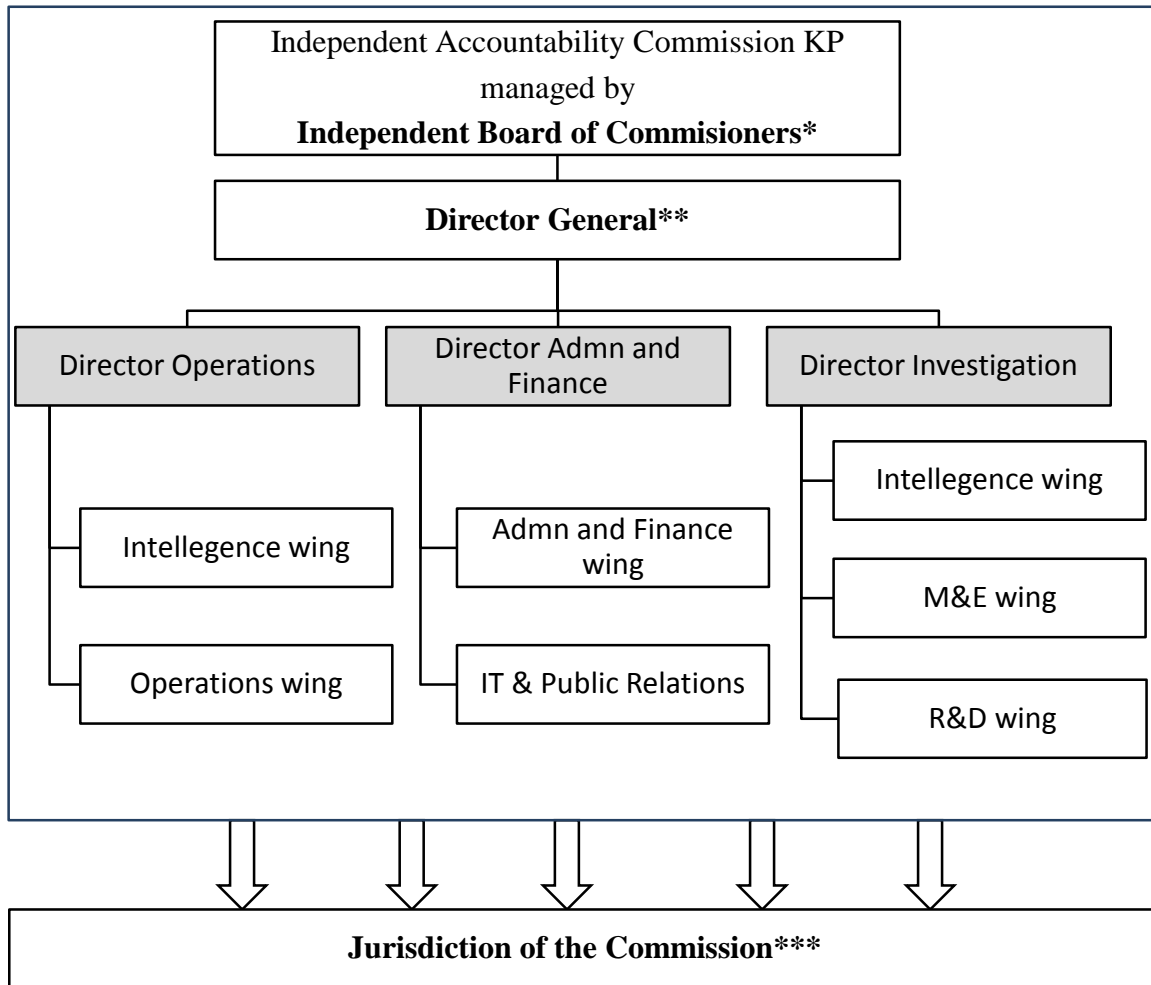 Independent Accountability Commission KP
managed by
Independent Board of Commisioners*
Director General**
Director Operations
Director Admn and
Finance
Director Investigation
Intellegence wing
Operations wing
Admn and Finance
wing
IT & Public Relations
Intellegence wing
M&E wing
R&D wing
Jurisdiction of the Commission***